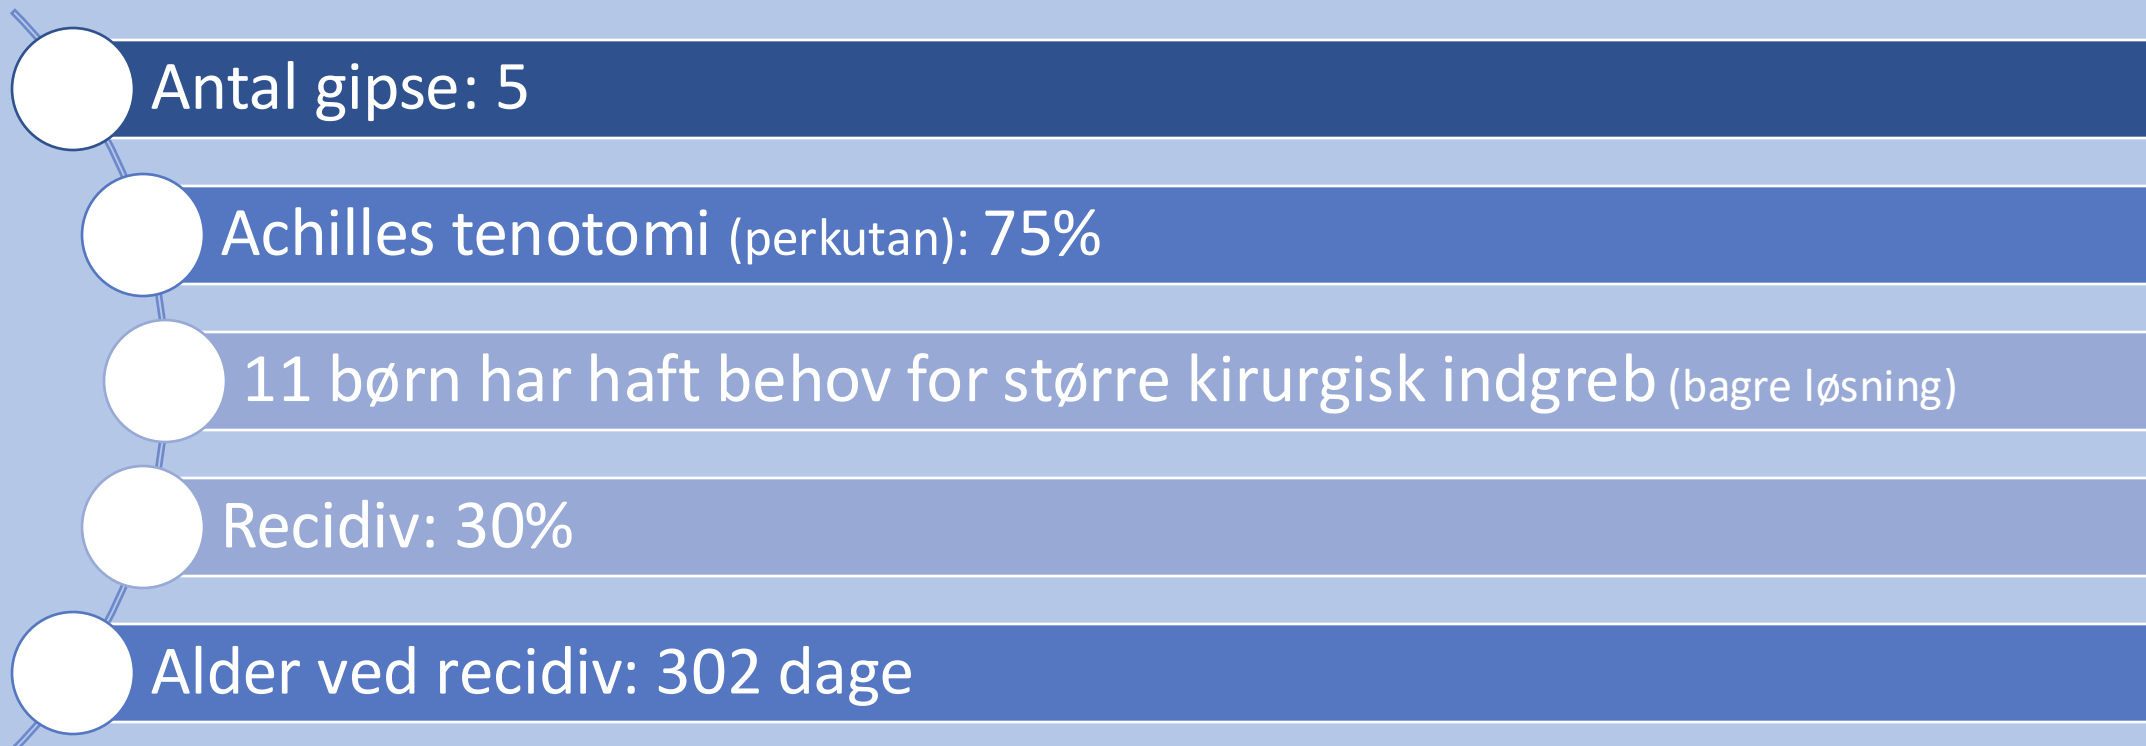 Antal gipse: 5
Achilles tenotomi (perkutan): 75%
11 børn har haft behov for større kirurgisk indgreb (bagre løsning)
Recidiv: 30%
Alder ved recidiv: 302 dage